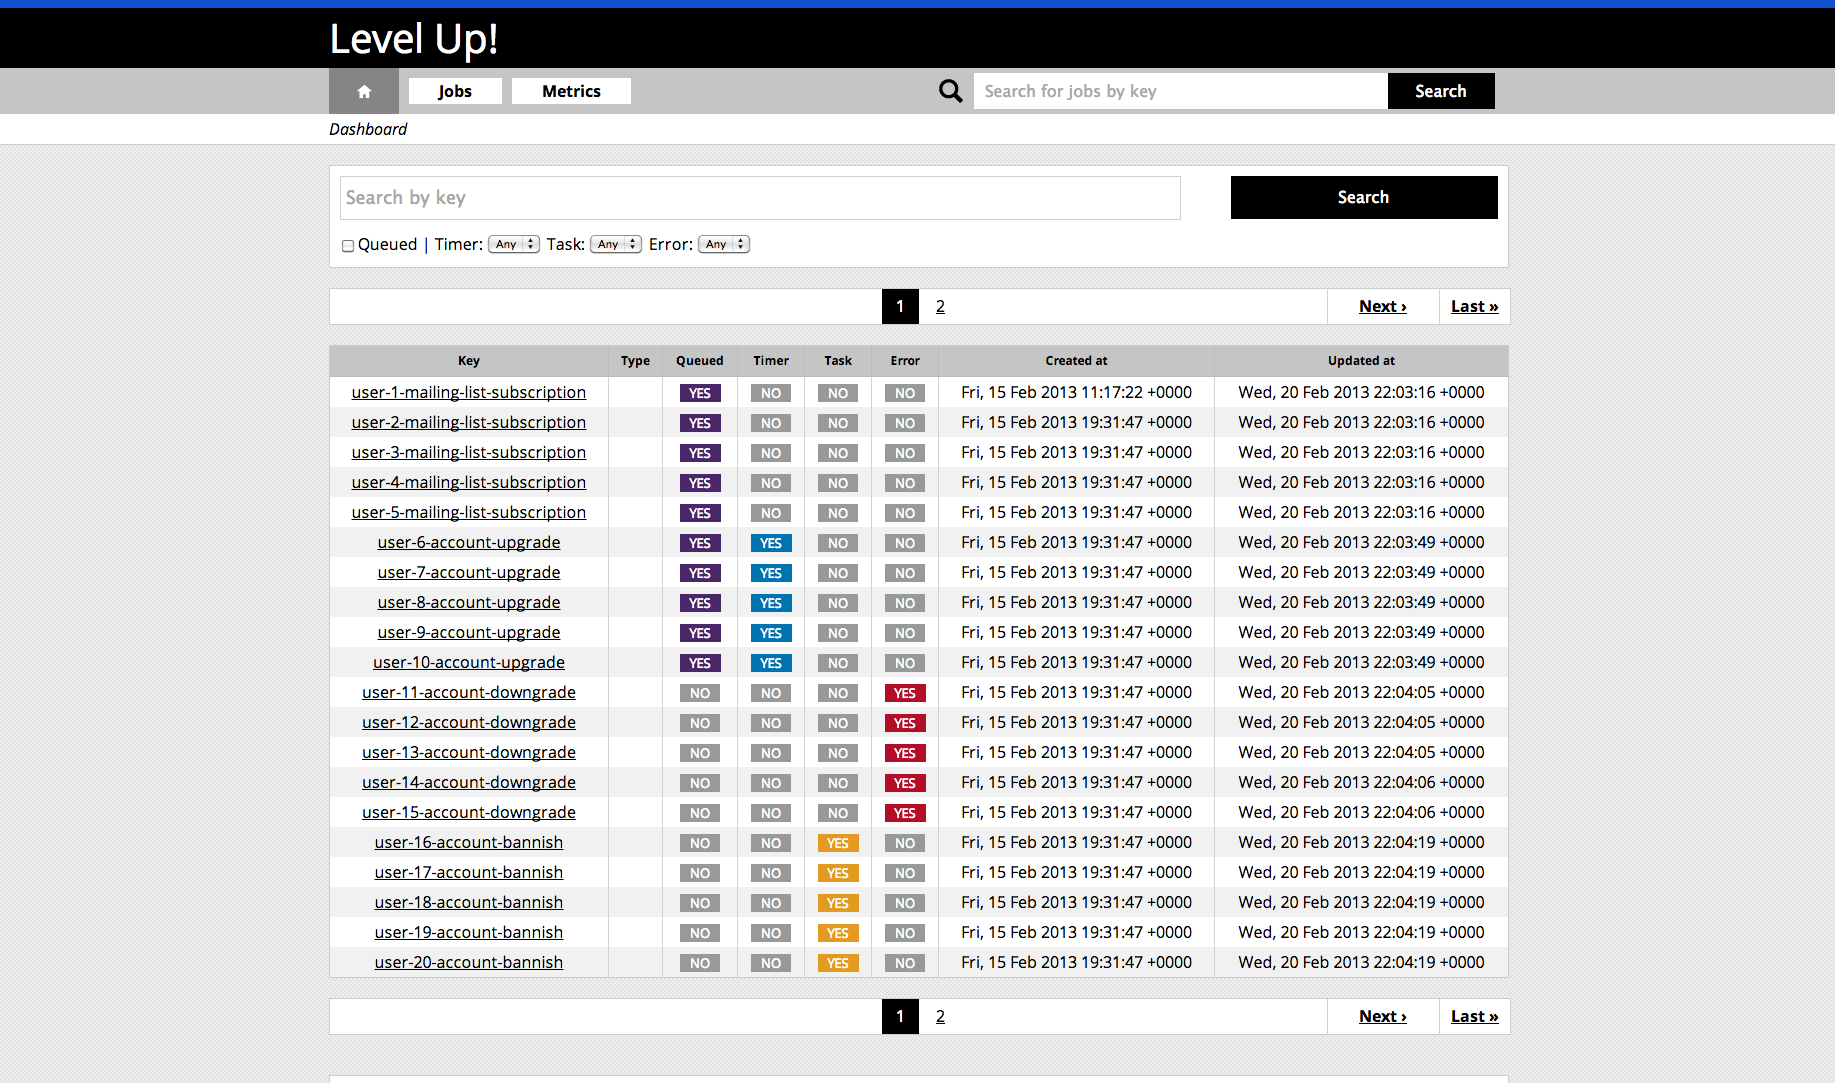 Level Up!
Jobs Metrics Search for jobs by key Search
Dashboard
Search by key Search
Queued | Timer: Any Task: Any Error: Any
1 2 Next › Last »
Key Type Queued Timer Task Error Created at Updated at
user-1-mailing-list-subscription YES NO NO NO Fri, 15 Feb 2013 11:17:22 +0000 Wed, 20 Feb 2013 22:03:16 +0000
user-2-mailing-list-subscription YES NO NO NO Fri, 15 Feb 2013 19:31:47 +0000 Wed, 20 Feb 2013 22:03:16 +0000
user-3-mailing-list-subscription YES NO NO NO Fri, 15 Feb 2013 19:31:47 +0000 Wed, 20 Feb 2013 22:03:16 +0000
user-4-mailing-list-subscription YES NO NO NO Fri, 15 Feb 2013 19:31:47 +0000 Wed, 20 Feb 2013 22:03:16 +0000
user-5-mailing-list-subscription YES NO NO NO Fri, 15 Feb 2013 19:31:47 +0000 Wed, 20 Feb 2013 22:03:16 +0000
user-6-account-upgrade YES YES NO NO Fri, 15 Feb 2013 19:31:47 +0000 Wed, 20 Feb 2013 22:03:49 +0000
user-7-account-upgrade YES YES NO NO Fri, 15 Feb 2013 19:31:47 +0000 Wed, 20 Feb 2013 22:03:49 +0000
user-8-account-upgrade YES YES NO NO Fri, 15 Feb 2013 19:31:47 +0000 Wed, 20 Feb 2013 22:03:49 +0000
user-9-account-upgrade YES YES NO NO Fri, 15 Feb 2013 19:31:47 +0000 Wed, 20 Feb 2013 22:03:49 +0000
user-10-account-upgrade YES YES NO NO Fri, 15 Feb 2013 19:31:47 +0000 Wed, 20 Feb 2013 22:03:49 +0000
user-11-account-downgrade NO NO NO YES Fri, 15 Feb 2013 19:31:47 +0000 Wed, 20 Feb 2013 22:04:05 +0000
user-12-account-downgrade NO NO NO YES Fri, 15 Feb 2013 19:31:47 +0000 Wed, 20 Feb 2013 22:04:05 +0000
user-13-account-downgrade NO NO NO YES Fri, 15 Feb 2013 19:31:47 +0000 Wed, 20 Feb 2013 22:04:05 +0000
user-14-account-downgrade NO NO NO YES Fri, 15 Feb 2013 19:31:47 +0000 Wed, 20 Feb 2013 22:04:06 +0000
user-15-account-downgrade NO NO NO YES Fri, 15 Feb 2013 19:31:47 +0000 Wed, 20 Feb 2013 22:04:06 +0000
user-16-account-bannish NO NO YES NO Fri, 15 Feb 2013 19:31:47 +0000 Wed, 20 Feb 2013 22:04:19 +0000
user-17-account-bannish NO NO YES NO Fri, 15 Feb 2013 19:31:47 +0000 Wed, 20 Feb 2013 22:04:19 +0000
user-18-account-bannish NO NO YES NO Fri, 15 Feb 2013 19:31:47 +0000 Wed, 20 Feb 2013 22:04:19 +0000
user-19-account-bannish NO NO YES NO Fri, 15 Feb 2013 19:31:47 +0000 Wed, 20 Feb 2013 22:04:19 +0000
user-20-account-bannish NO NO YES NO Fri, 15 Feb 2013 19:31:47 +0000 Wed, 20 Feb 2013 22:04:19 +0000
1 2 Next › Last »